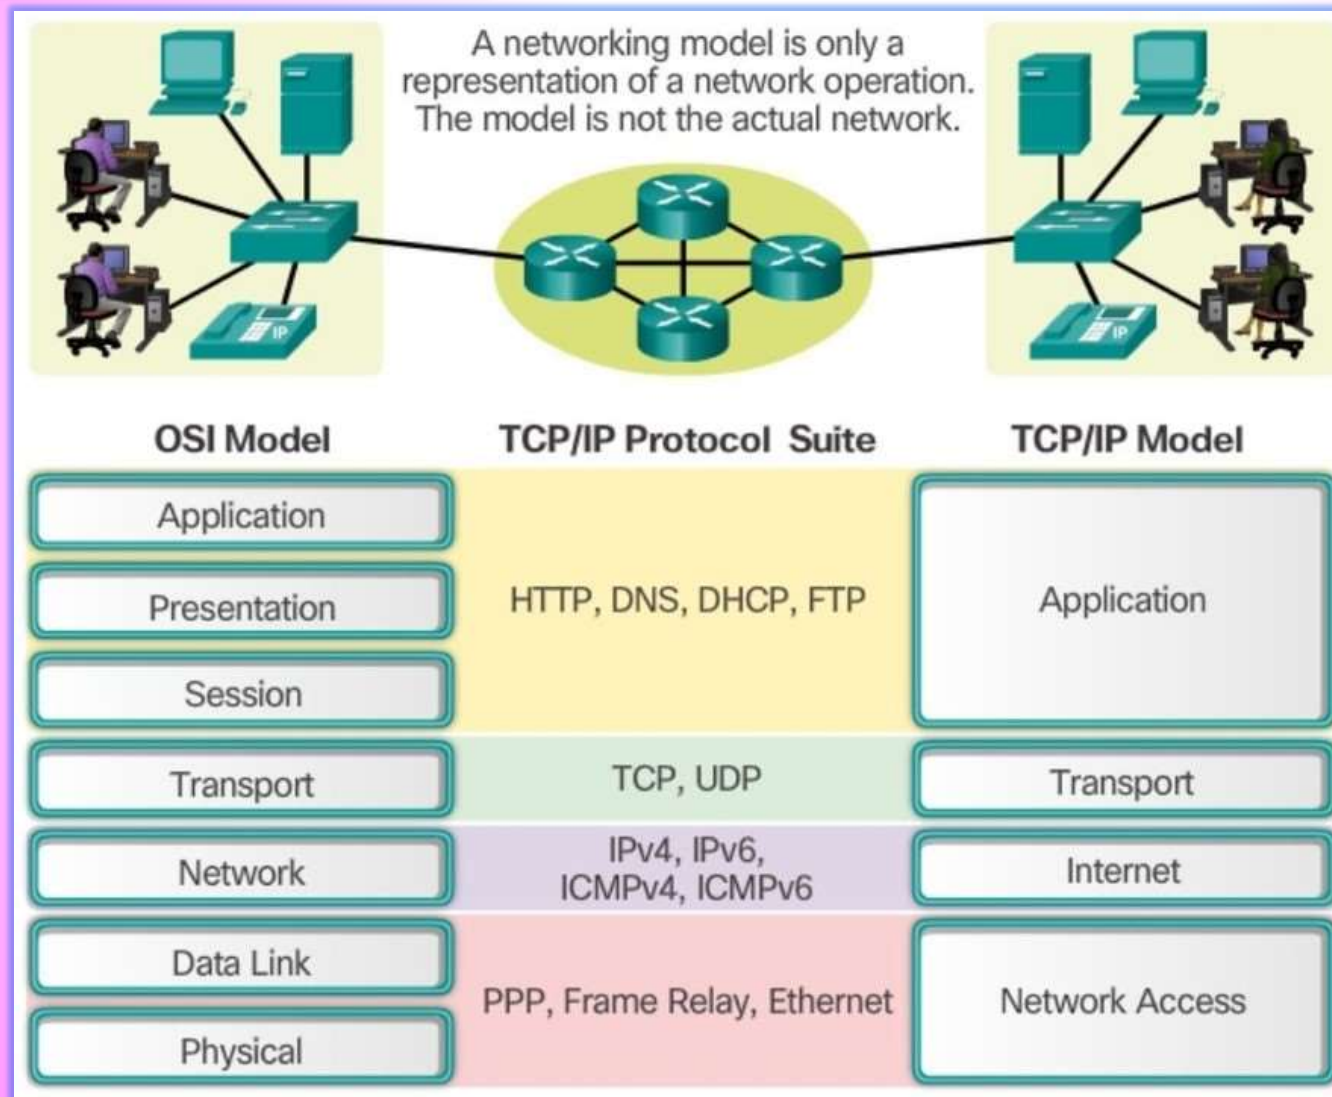 A networking model is only a
representation of a network operation.
The model is not the actual network.
IP
IP
OSI Model
TCP/IP Protocol Suite
TCP/IP Model
Application
Presentation
Session
HTTP, DNS, DHCP, FTP
Application
Transport
TCP, UDP
Transport
Network
IPv4, IPv6,
ICMPv4, ICMPv6
Internet
Data Link
Physical
PPP, Frame Relay, Ethernet
Network Access